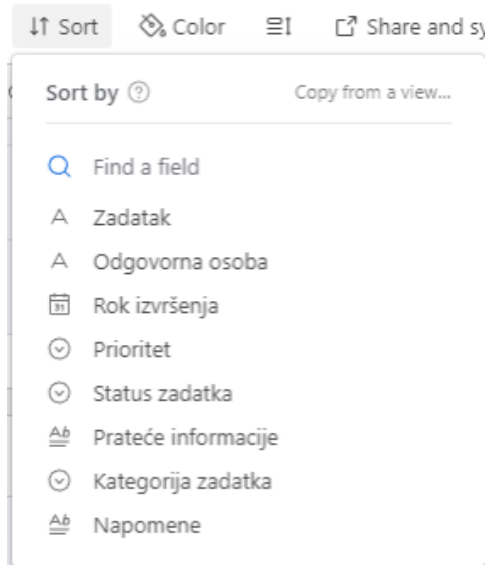 Sort Color Share and sy
Sort by Copy from a view...
Find a field
Zadatak
Odgovorna osoba
Rok izvršenja
Prioritet
Status zadatka
Prateće informacije
Kategorija zadatka
Napomene